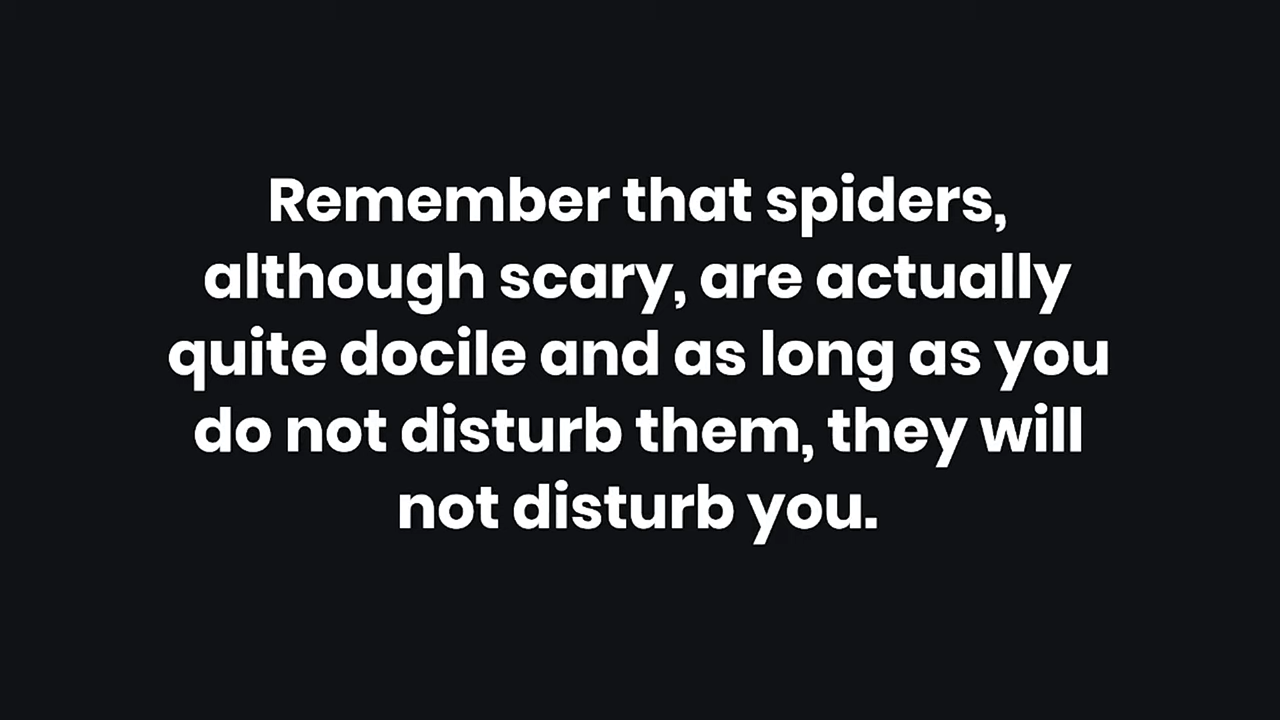 Remember that spiders,
although scary, are actually
quite docile and as long as you
do not disturb them, they will
not disturb you.